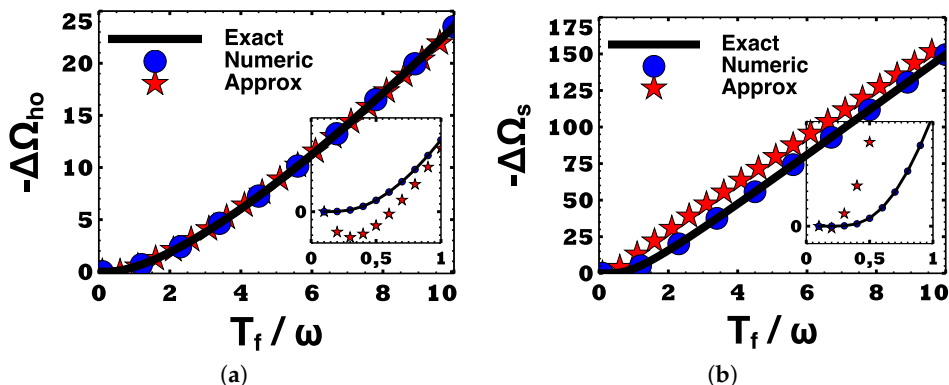 25
20
15
10
5
0
-ΔΩho
Exact
Numeric
Approx
0
0
0,5
1
0 2 4 6 8 10
Tf / ω
(a)
175
150
125
100
75
50
25
0
-ΔΩs
Exact
Numeric
Approx
0
0
0,5
1
0 2 4 6 8 10
Tf / ω
(b)